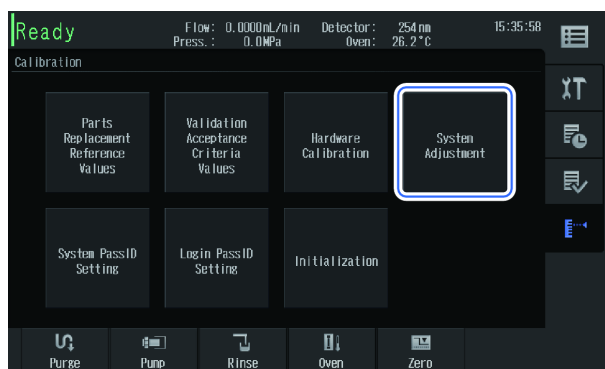 Ready
Flow: 0.0000mL/min Detector: 254 nm 15:35:58
Press.: 0.0MPa Oven: 26.2°C
Calibration
Parts
Replacement
Reference
Values
Validation
Acceptance
Criteria
Values
Hardware
Calibration
System
Adjustment
System PassID
Setting
Login PassID
Setting
Initialization
Purge
Pump
Rinse
Oven
Zero